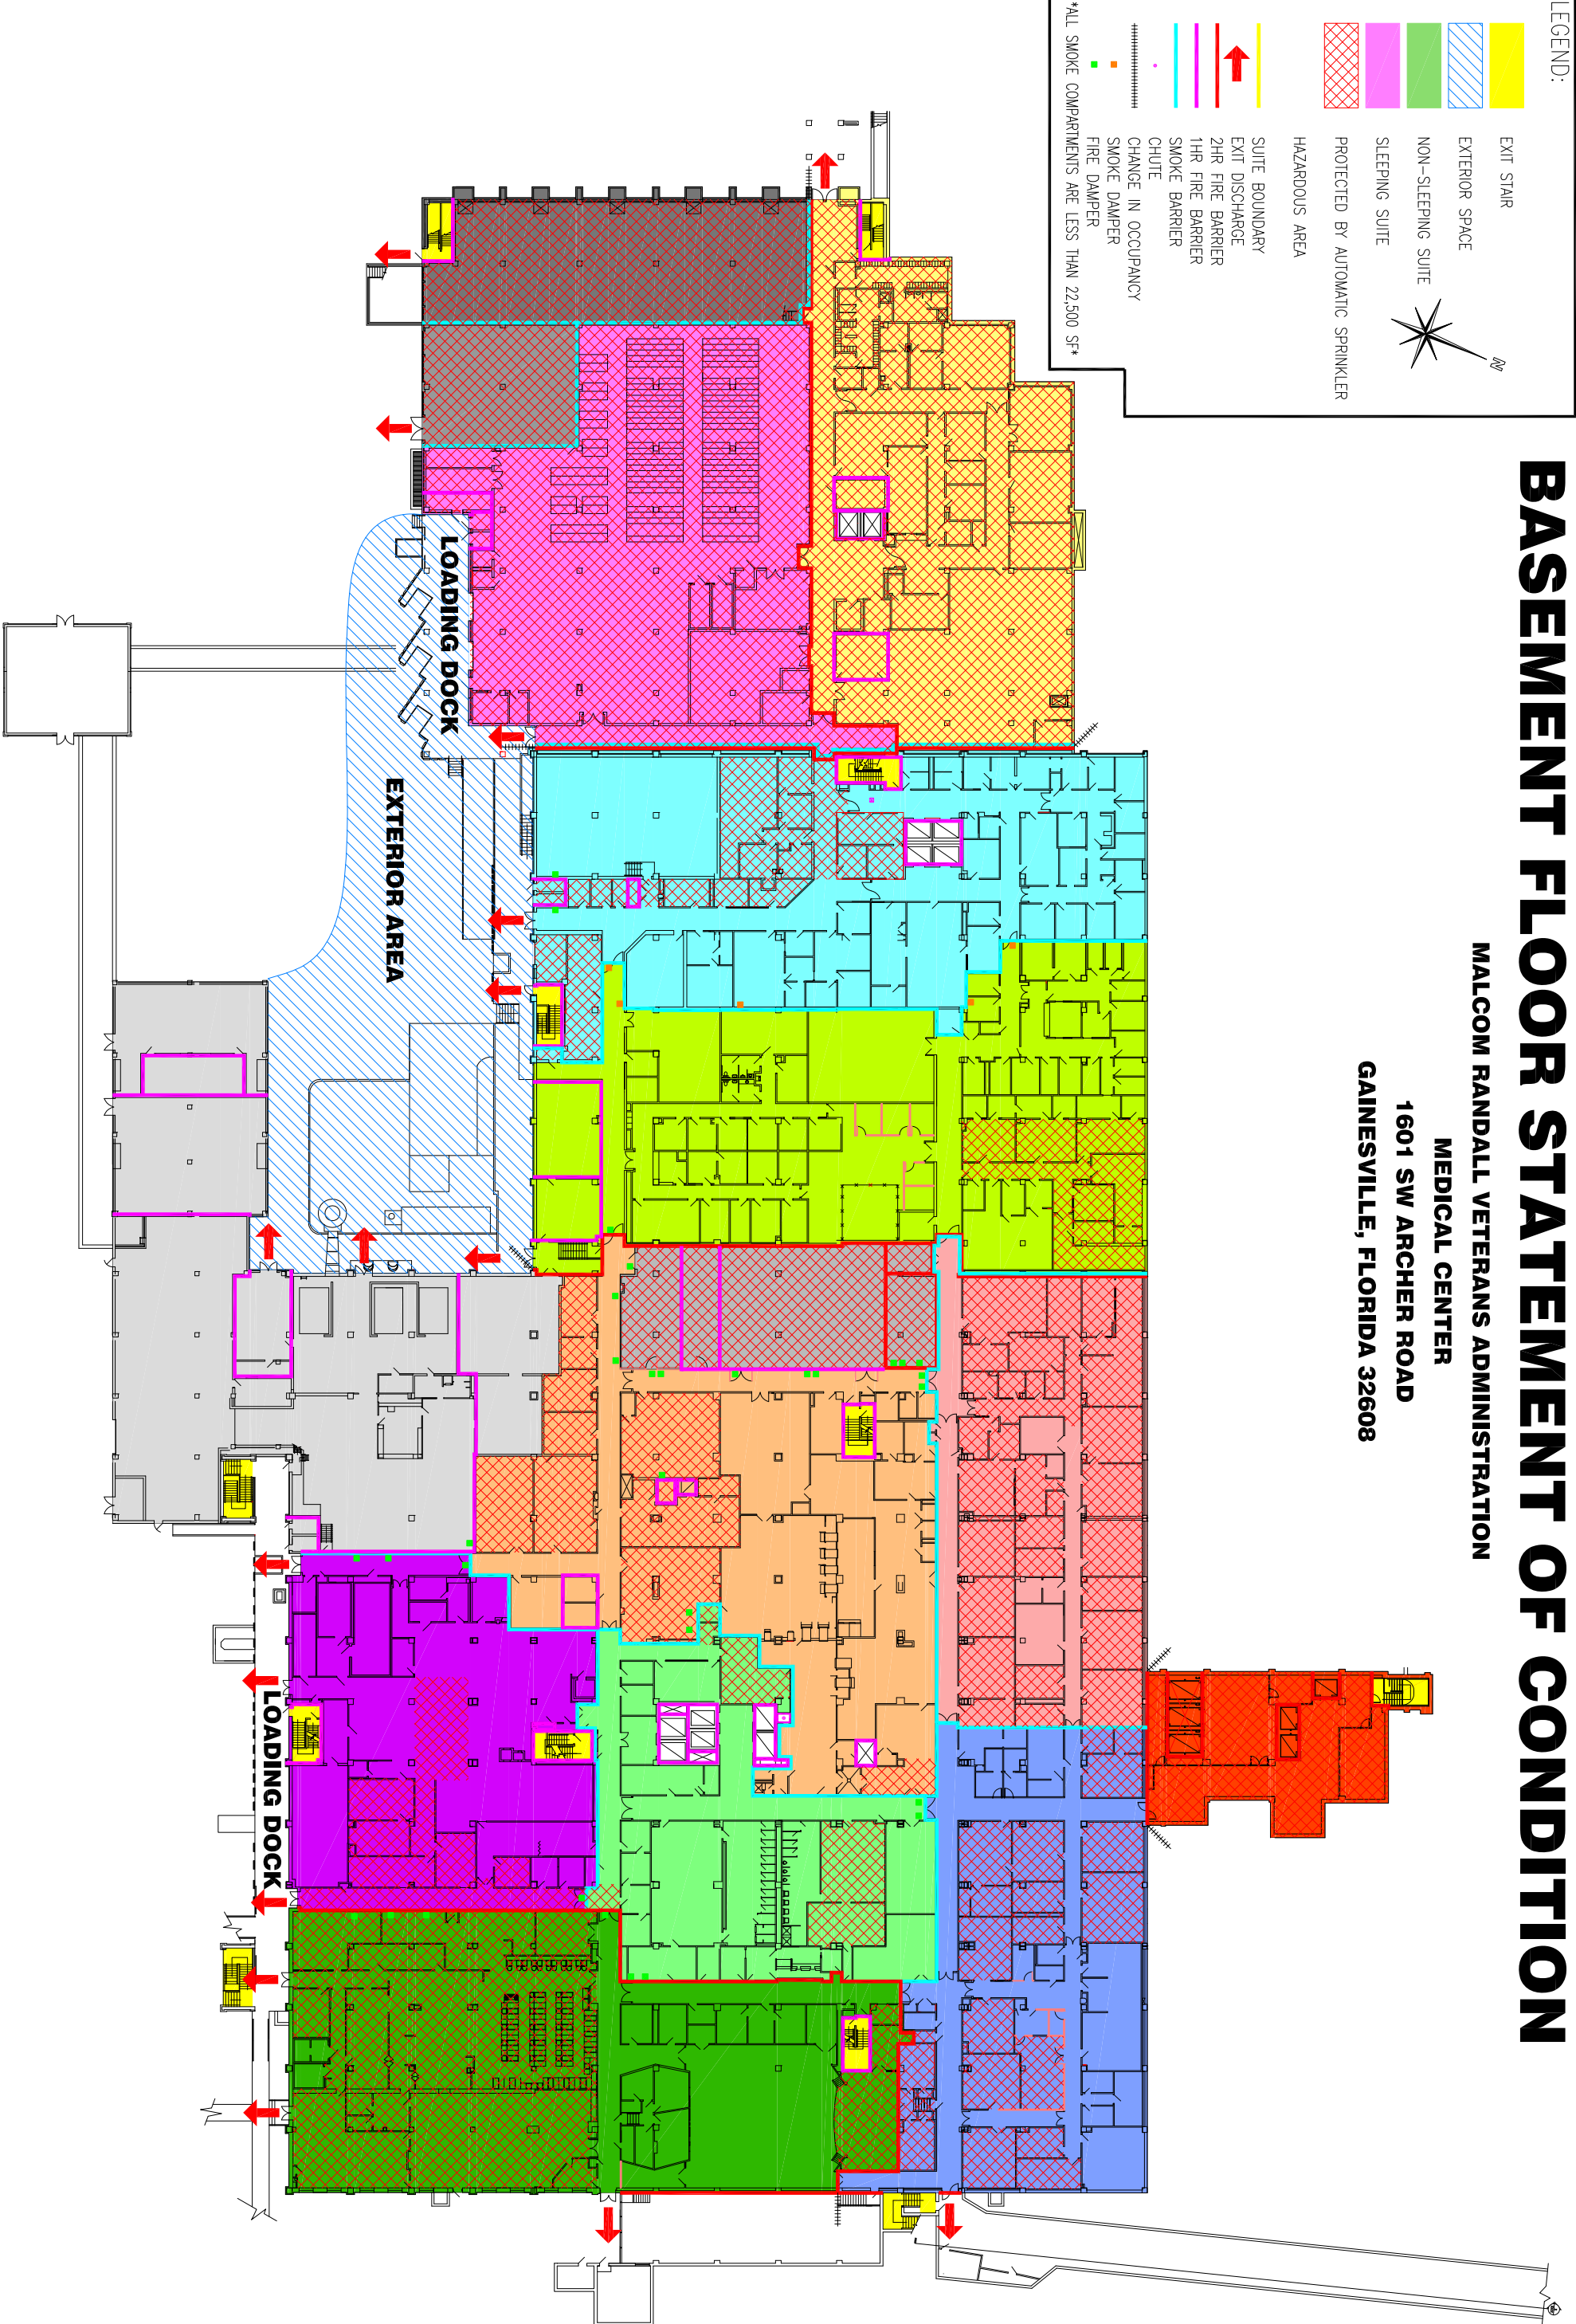 BASEMENT FLOOR STATEMENT OF CONDITION
MALCOM RANDALL VETERANS ADMINISTRATION
MEDICAL CENTER
1601 SW ARCHER ROAD
GAINESVILLE, FLORIDA 32608
LEGEND:
EXIT STAIR
EXTERIOR SPACE
NON-SLEEPING SUITE
SLEEPING SUITE
PROTECTED BY AUTOMATIC SPRINKLER
HAZARDOUS AREA
SUITE BOUNDARY
EXIT DISCHARGE
2HR FIRE BARRIER
1HR FIRE BARRIER
SMOKE BARRIER
CHUTE
CHANGE IN OCCUPANCY
SMOKE DAMPER
FIRE DAMPER
*ALL SMOKE COMPARTMENTS ARE LESS THAN 22,500 SF*
N
LOADING DOCK
EXTERIOR AREA
LOADING DOCK